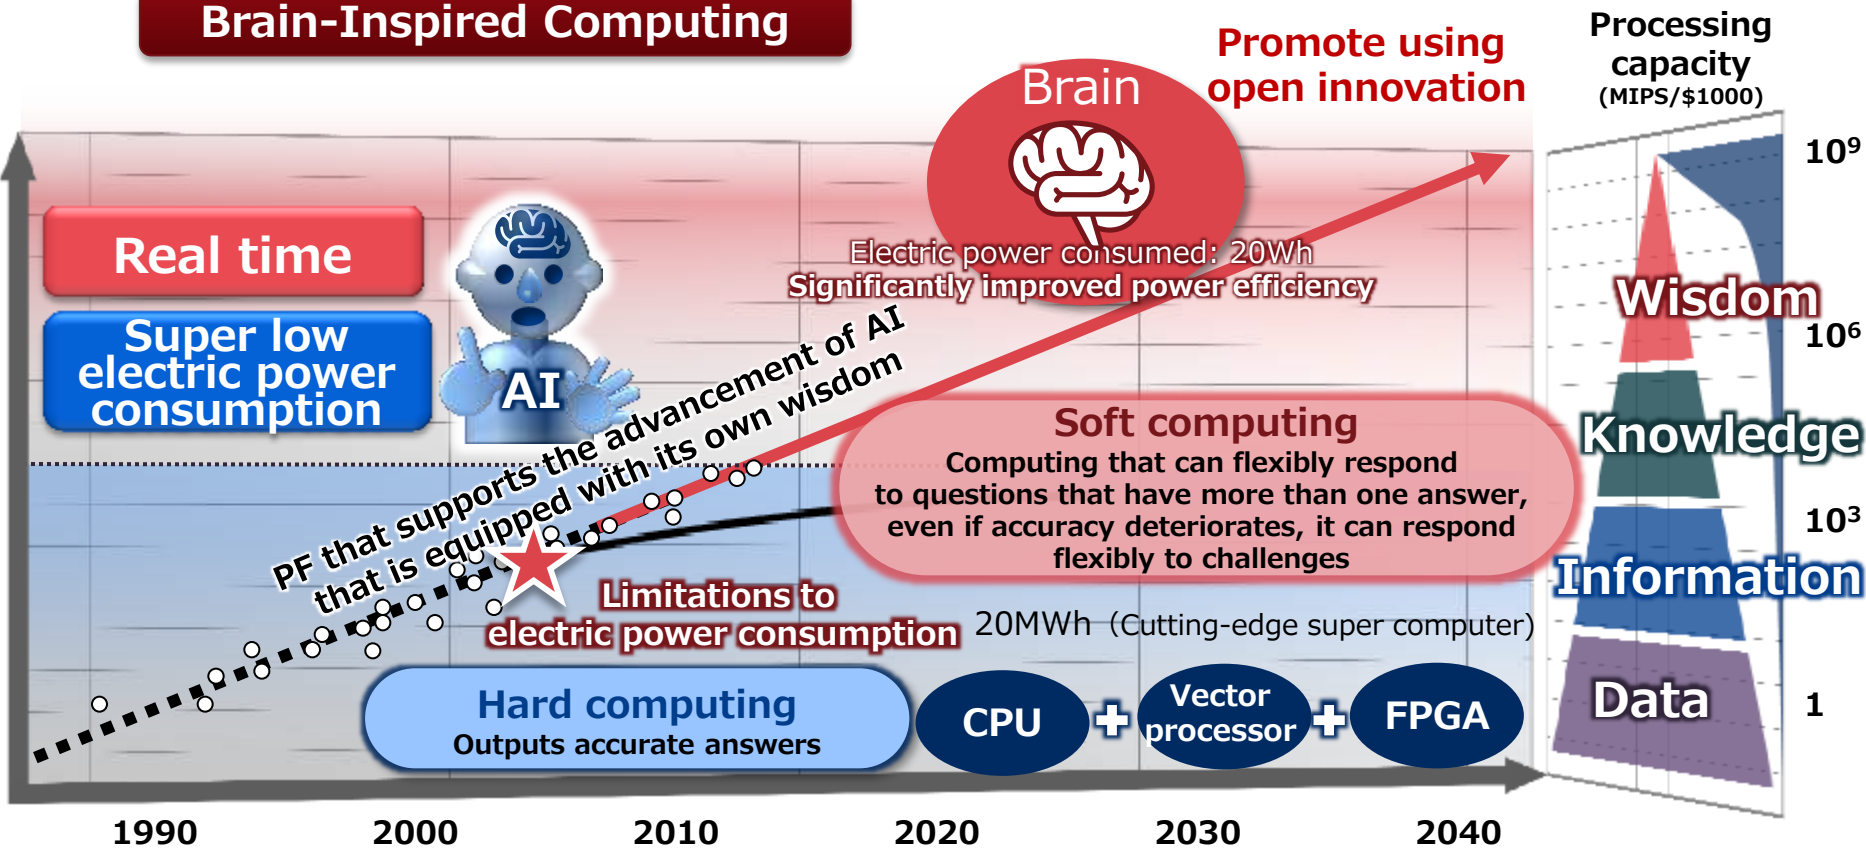 Brain-Inspired Computing
Promote using
open innovation
Processing
capacity
(MIPS/$1000)
Brain
Electric power consumed: 20Wh
Significantly improved power efficiency
Real time
Super low
electric power
consumption
AI
PF that supports the advancement of AI
that is equipped with its own wisdom
Soft computing
Computing that can flexibly respond
to questions that have more than one answer,
even if accuracy deteriorates, it can respond
flexibly to challenges
Limitations to
electric power consumption
20MWh (Cutting-edge super computer)
Hard computing
Outputs accurate answers
CPU
+
Vector
processor
+
FPGA
10⁹
Wisdom
10⁶
Knowledge
10³
Information
Data
1
1990
2000
2010
2020
2030
2040